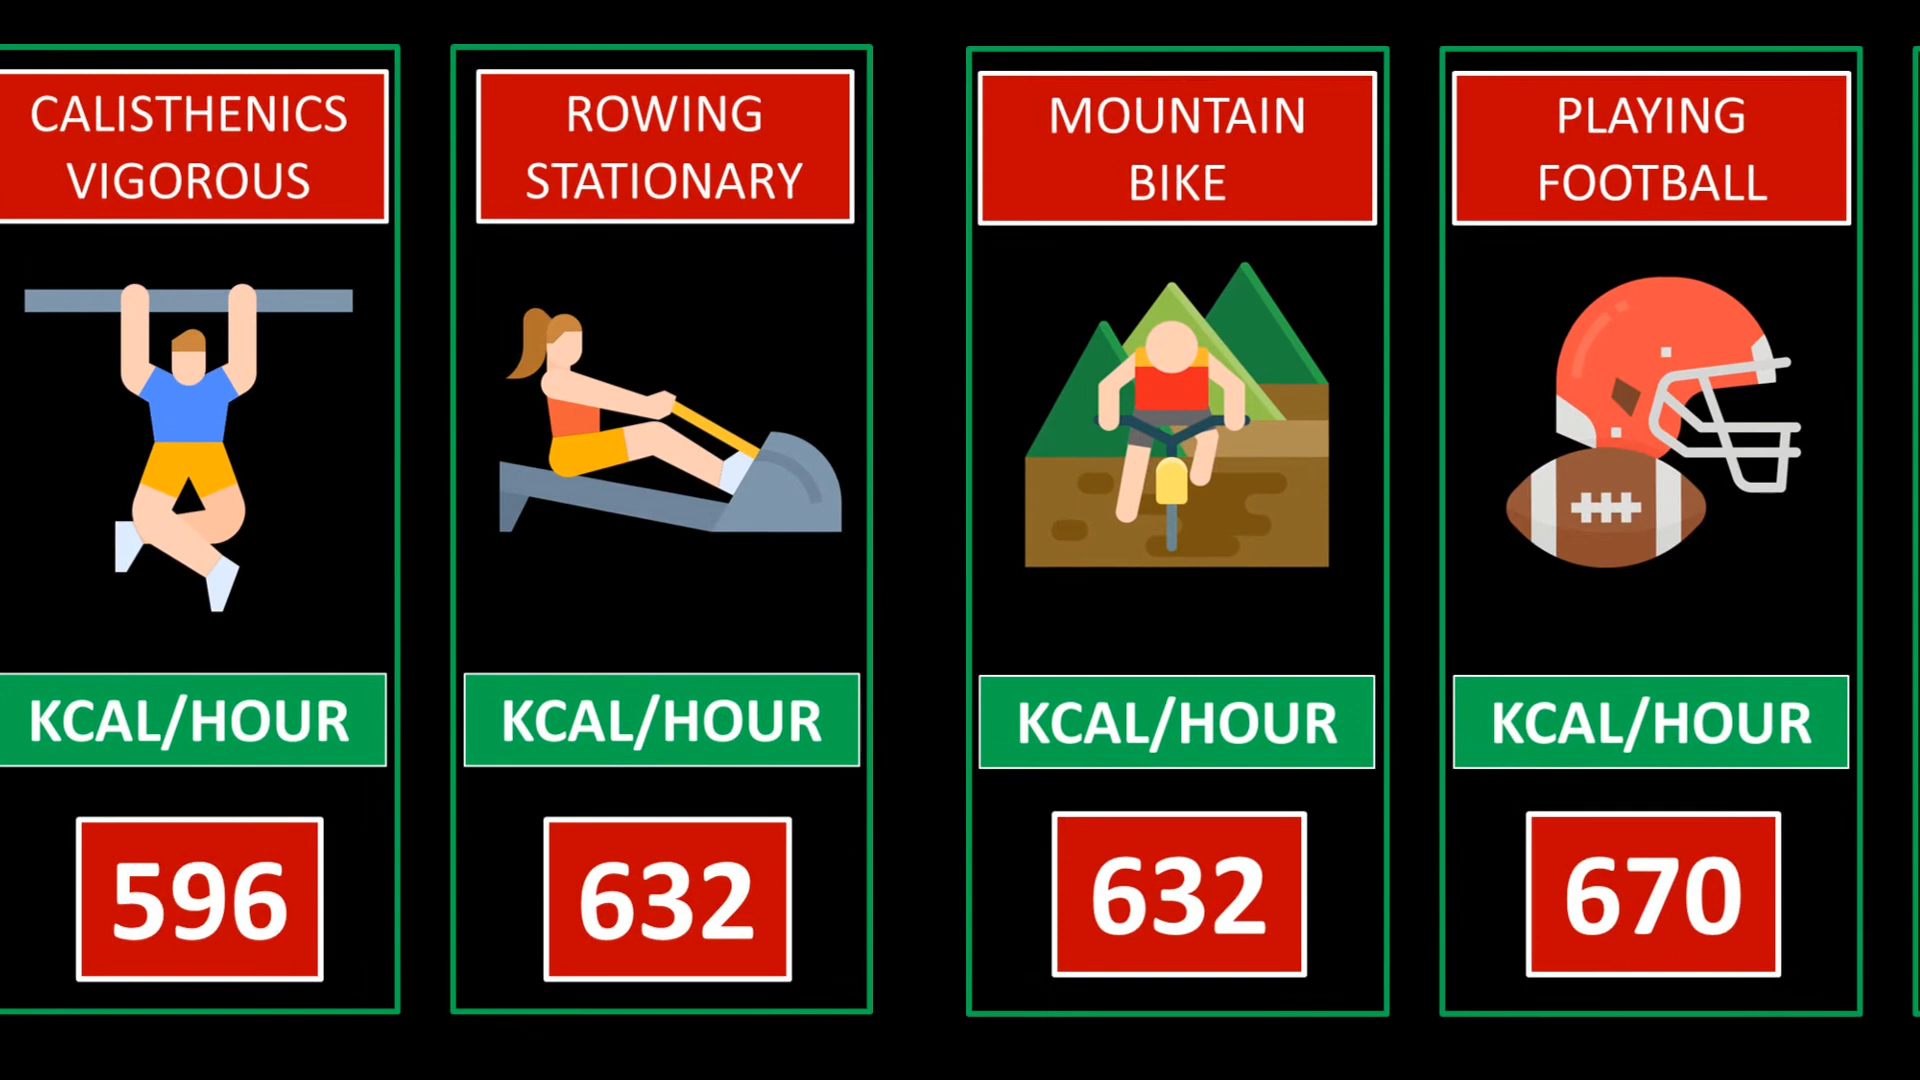 CALISTHENICS
VIGOROUS
KCAL/HOUR
596
ROWING
STATIONARY
KCAL/HOUR
632
MOUNTAIN
BIKE
KCAL/HOUR
632
PLAYING
FOOTBALL
KCAL/HOUR
670